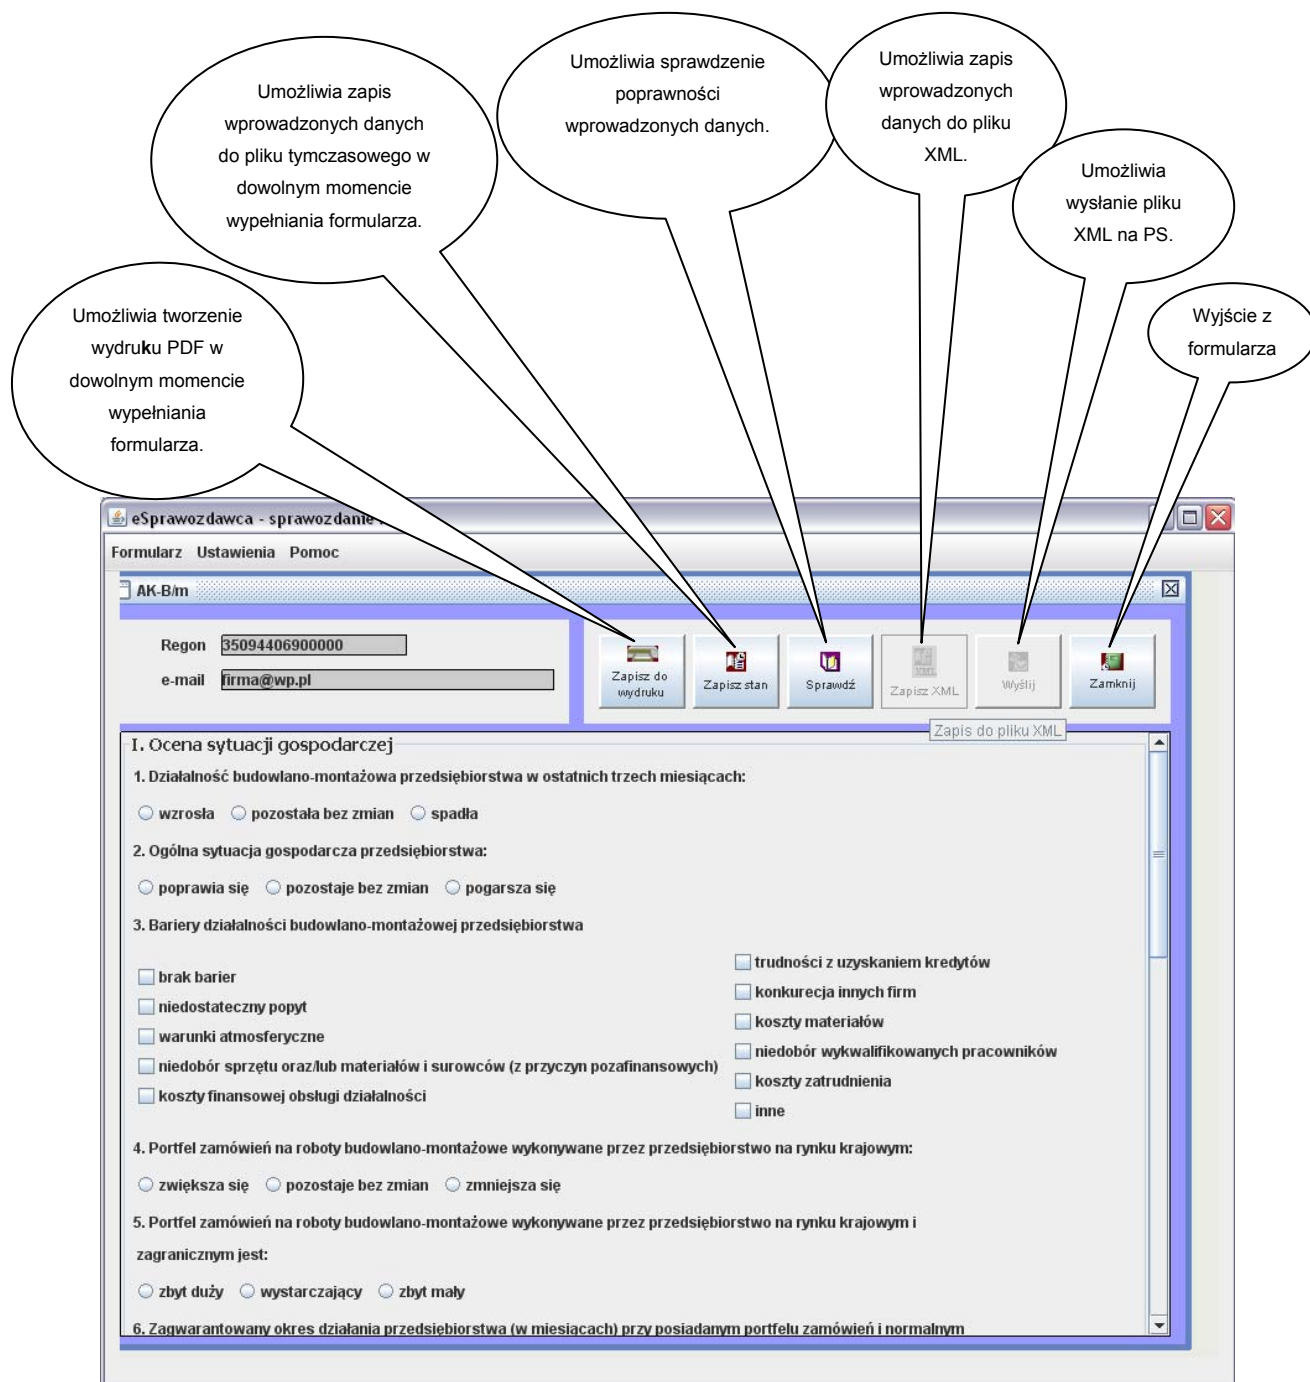 Umożliwia zapis
wprowadzonych danych
do pliku tymczasowego w
dowolnym momencie
wypełniania formularza.
Umożliwia sprawdzenie
poprawności
wprowadzonych danych.
Umożliwia zapis
wprowadzonych
danych do pliku
XML.
Umożliwia
wysłanie pliku
XML na PS.
Wyjście z
formularza
Umożliwia tworzenie
wydruku PDF w
dowolnym momencie
wypełniania
formularza.
eSprawozdawca - sprawozdanie
Formularz Ustawienia Pomoc
AK-B/m
Regon 35094406900000
e-mail firma@wp.pl
Zapisz do
wydruku
Zapisz stan
Sprawdź
XML
Zapisz XML
Wyślij
Zamknij
Zapis do pliku XML
I. Ocena sytuacji gospodarczej
1. Działalność budowlano-montażowa przedsiębiorstwa w ostatnich trzech miesiącach:
wzrosła pozostała bez zmian spadła
2. Ogólna sytuacja gospodarcza przedsiębiorstwa:
poprawia się pozostaje bez zmian pogarsza się
3. Bariery działalności budowlano-montażowej przedsiębiorstwa
brak barier
niedostateczny popyt
warunki atmosferyczne
niedobór sprzętu oraz/lub materiałów i surowców (z przyczyn pozafinansowych)
koszty finansowej obsługi działalności
trudności z uzyskaniem kredytów
konkurecja innych firm
koszty materiałów
niedobór wykwalifikowanych pracowników
koszty zatrudnienia
inne
4. Portfel zamówień na roboty budowlano-montażowe wykonywane przez przedsiębiorstwo na rynku krajowym:
zwiększa się pozostaje bez zmian zmniejsza się
5. Portfel zamówień na roboty budowlano-montażowe wykonywane przez przedsiębiorstwo na rynku krajowym i
zagranicznym jest:
zbyt duży wystarczający zbyt mały
6. Zagwarantowany okres działania przedsiębiorstwa (w miesiącach) przy posiadanym portfelu zamówień i normalnym